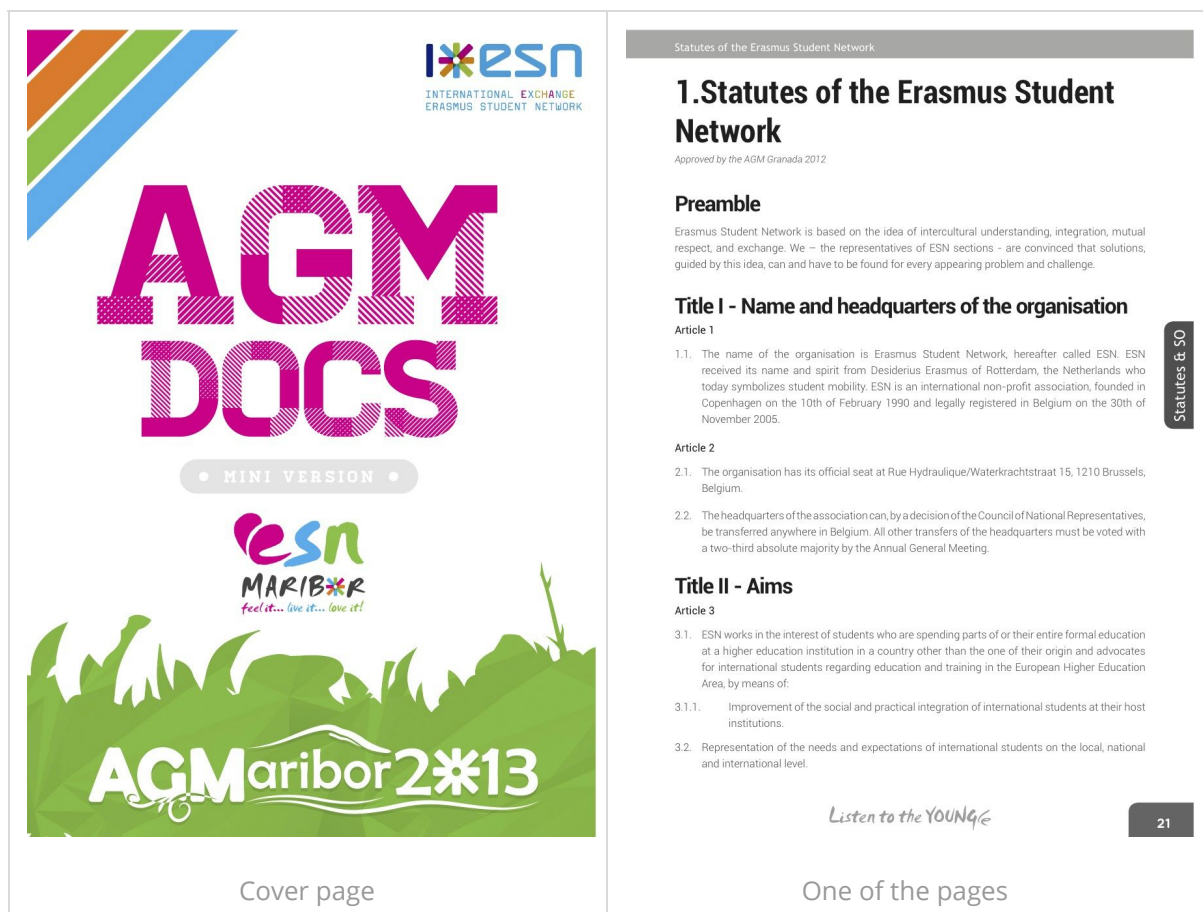 I esn
INTERNATIONAL EXCHANGE
ERASMUS STUDENT NETWORK
AGM
DOCS
MINI VERSION
esn
MARIBOR
feel it... live it... love it!
AGMaribor 2013
Cover page
Statutes of the Erasmus Student Network
1.Statutes of the Erasmus Student
Network
Approved by the AGM Granada 2012
Preamble
Erasmus Student Network is based on the idea of intercultural understanding, integration, mutual
respect, and exchange. We – the representatives of ESN sections - are convinced that solutions,
guided by this idea, can and have to be found for every appearing problem and challenge.
Title I - Name and headquarters of the organisation
Article 1
1.1. The name of the organisation is Erasmus Student Network, hereafter called ESN. ESN
received its name and spirit from Desiderius Erasmus of Rotterdam, the Netherlands who
today symbolizes student mobility. ESN is an international non-profit association, founded in
Copenhagen on the 10th of February 1990 and legally registered in Belgium on the 30th of
November 2005.
Article 2
2.1. The organisation has its official seat at Rue Hydraulique/Waterkrachtstraat 15, 1210 Brussels,
Belgium.
2.2. The headquarters of the association can, by a decision of the Council of National Representatives,
be transferred anywhere in Belgium. All other transfers of the headquarters must be voted with
a two-third absolute majority by the Annual General Meeting.
Title II - Aims
Article 3
3.1. ESN works in the interest of students who are spending parts of or their entire formal education
at a higher education institution in a country other than the one of their origin and advocates
for international students regarding education and training in the European Higher Education
Area, by means of:
3.1.1. Improvement of the social and practical integration of international students at their host
institutions.
3.2. Representation of the needs and expectations of international students on the local, national
and international level.
Statutes & SO
Listen to the YOUNG
21
One of the pages